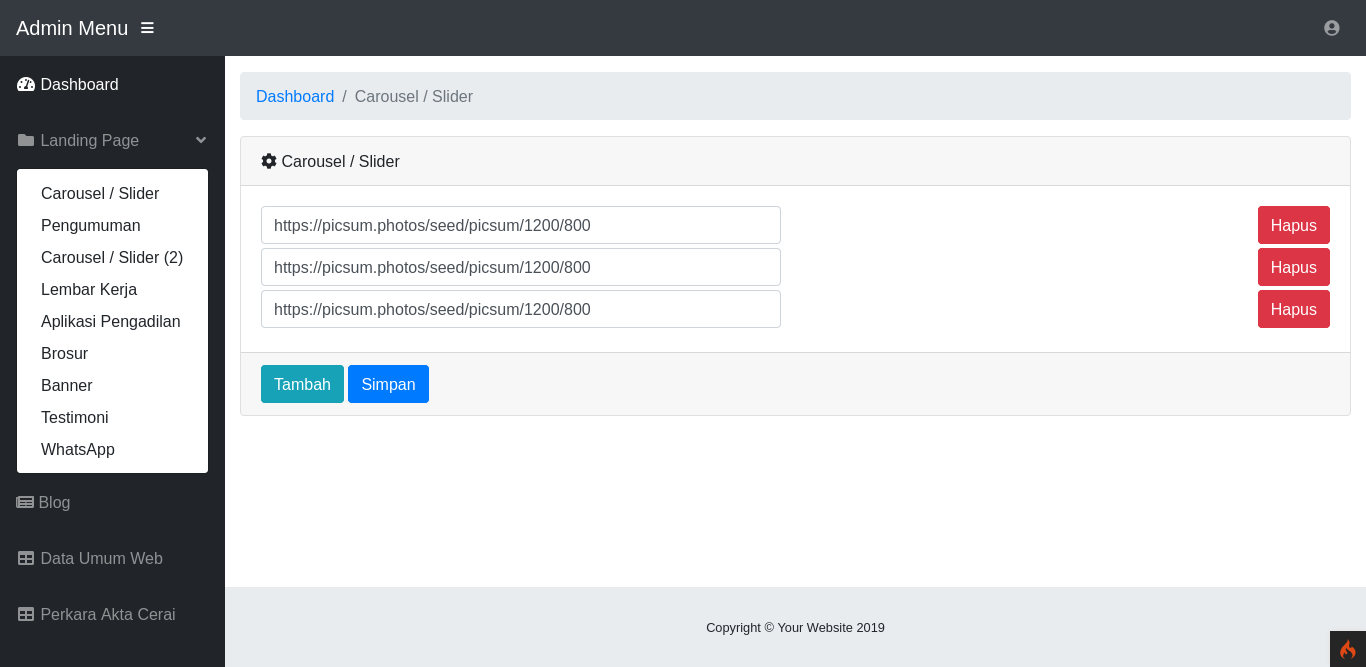 Admin Menu
Dashboard
Landing Page
Carousel / Slider
Pengumuman
Carousel / Slider (2)
Lembar Kerja
Aplikasi Pengadilan
Brosur
Banner
Testimoni
WhatsApp
Blog
Data Umum Web
Perkara Akta Cerai
Dashboard / Carousel / Slider
Carousel / Slider
https://picsum.photos/seed/picsum/1200/800 Hapus
https://picsum.photos/seed/picsum/1200/800 Hapus
https://picsum.photos/seed/picsum/1200/800 Hapus
Tambah Simpan
Copyright © Your Website 2019